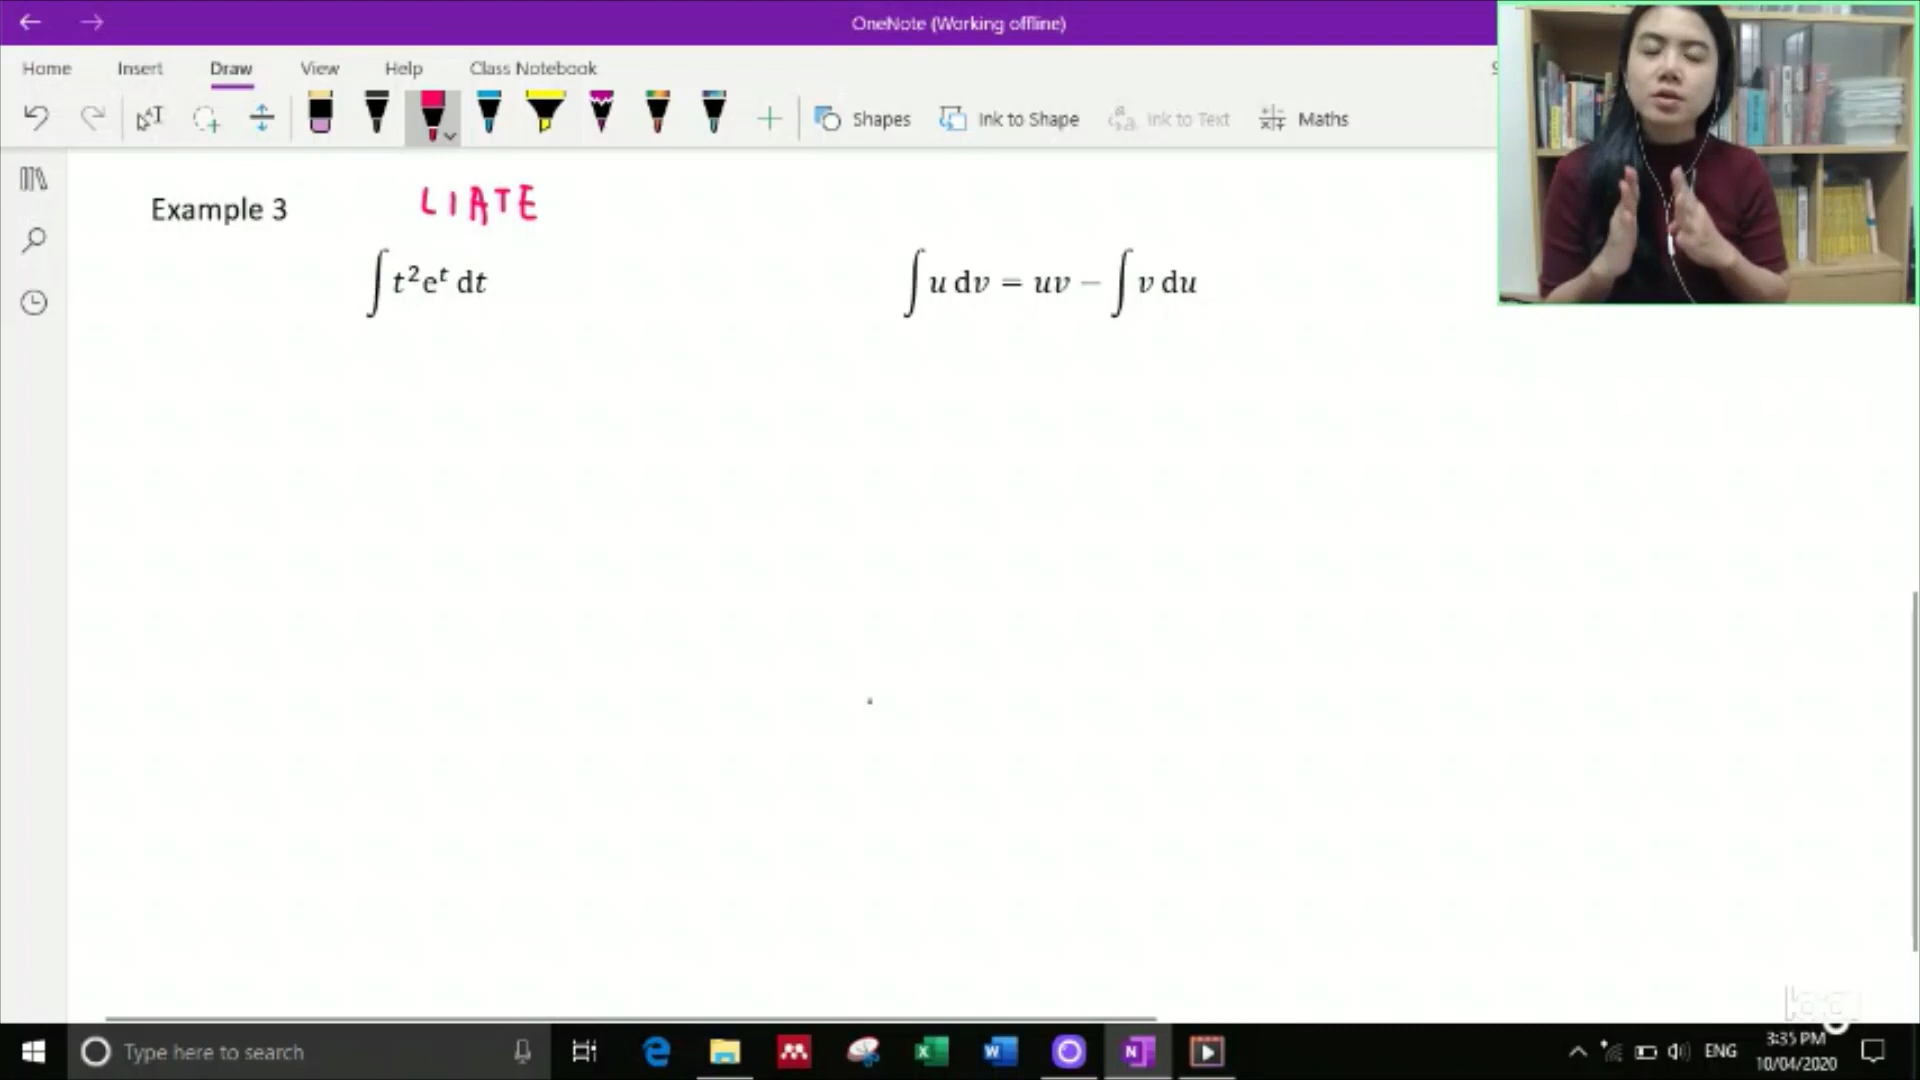 OneNote (Working offline)
Home Insert Draw View Help Class Notebook
Shapes Ink to Shape Ink to Text Maths
Example 3 LIATE
∫ t²eᵗ dt ∫ u dv = uv − ∫ v du
Type here to search
ENG 3:35 PM
10/04/2020